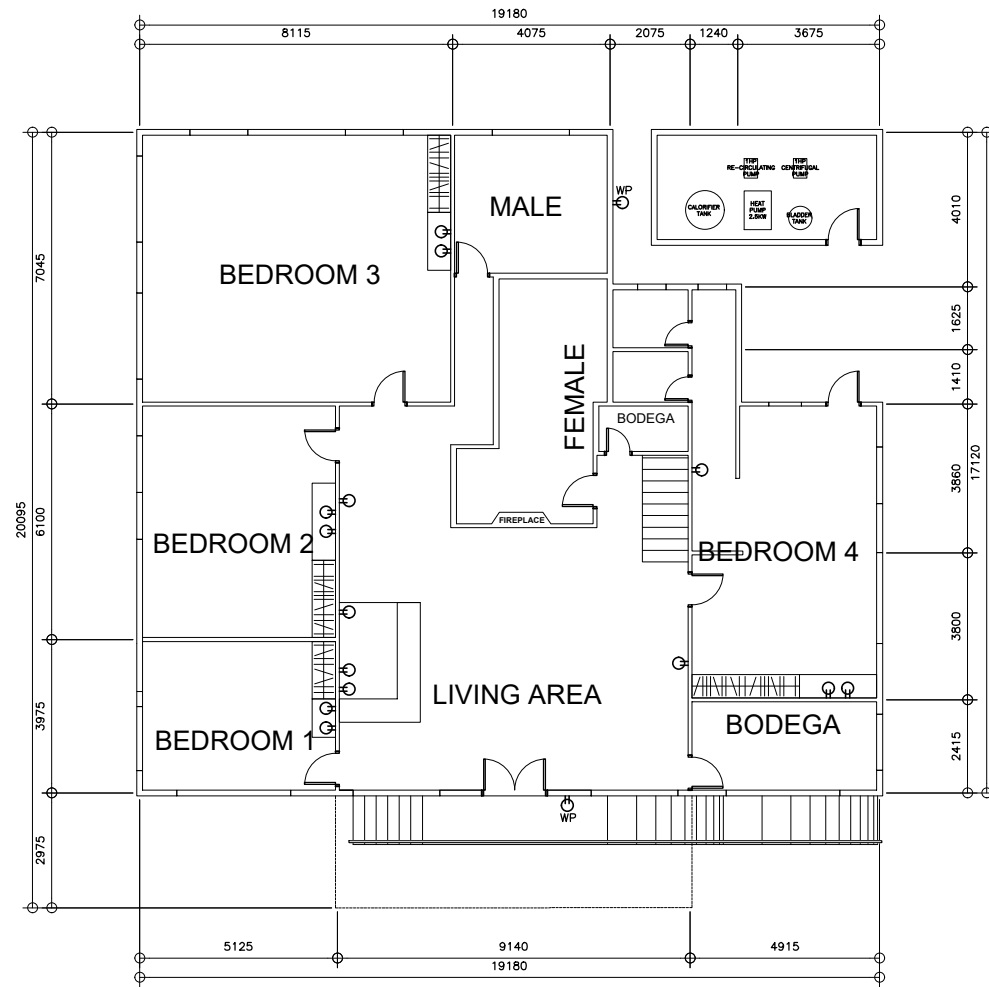 19180
8115 4075 2075 1240 3675
1HP
RE-CIRCULATING
PUMP
1HP
CENTRIFUGAL
PUMP
WP
MALE
CALORIFIER
TANK
HEAT
PUMP
2.5KW
BLADDER
TANK
4010
7045
BEDROOM 3
1625
1410
FEMALE
BODEGA
3860
17120
20095
6100
FIREPLACE
BEDROOM 2
BEDROOM 4
3800
LIVING AREA
3975
BEDROOM 1
BODEGA
2415
WP
2975
5125 9140 4915
19180